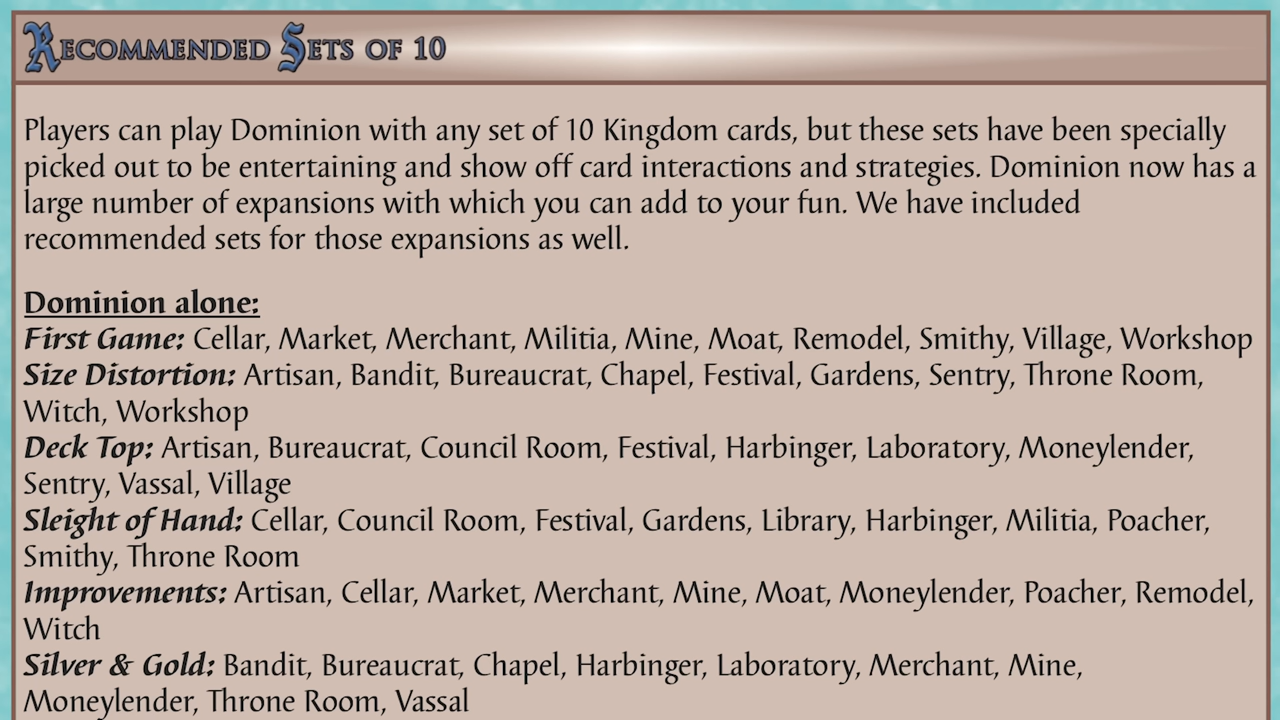 Recommended Sets of 10
Players can play Dominion with any set of 10 Kingdom cards, but these sets have been specially
picked out to be entertaining and show off card interactions and strategies. Dominion now has a
large number of expansions with which you can add to your fun. We have included
recommended sets for those expansions as well.
Dominion alone:
First Game: Cellar, Market, Merchant, Militia, Mine, Moat, Remodel, Smithy, Village, Workshop
Size Distortion: Artisan, Bandit, Bureaucrat, Chapel, Festival, Gardens, Sentry, Throne Room,
Witch, Workshop
Deck Top: Artisan, Bureaucrat, Council Room, Festival, Harbinger, Laboratory, Moneylender,
Sentry, Vassal, Village
Sleight of Hand: Cellar, Council Room, Festival, Gardens, Library, Harbinger, Militia, Poacher,
Smithy, Throne Room
Improvements: Artisan, Cellar, Market, Merchant, Mine, Moat, Moneylender, Poacher, Remodel,
Witch
Silver & Gold: Bandit, Bureaucrat, Chapel, Harbinger, Laboratory, Merchant, Mine,
Moneylender, Throne Room, Vassal